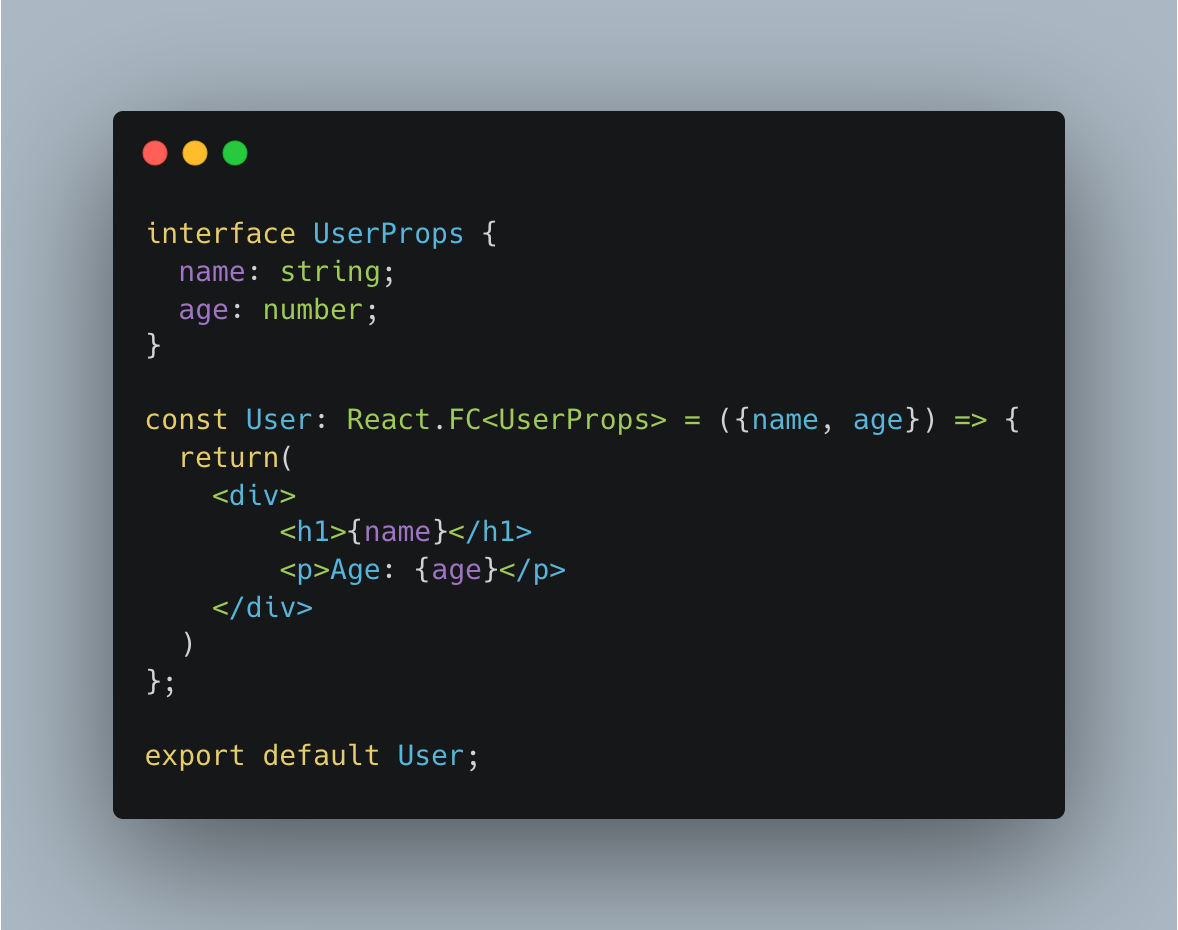 interface UserProps {
  name: string;
  age: number;
}

const User: React.FC<UserProps> = ({name, age}) => {
  return(
    <div>
        <h1>{name}</h1>
        <p>Age: {age}</p>
    </div>
  )
};

export default User;